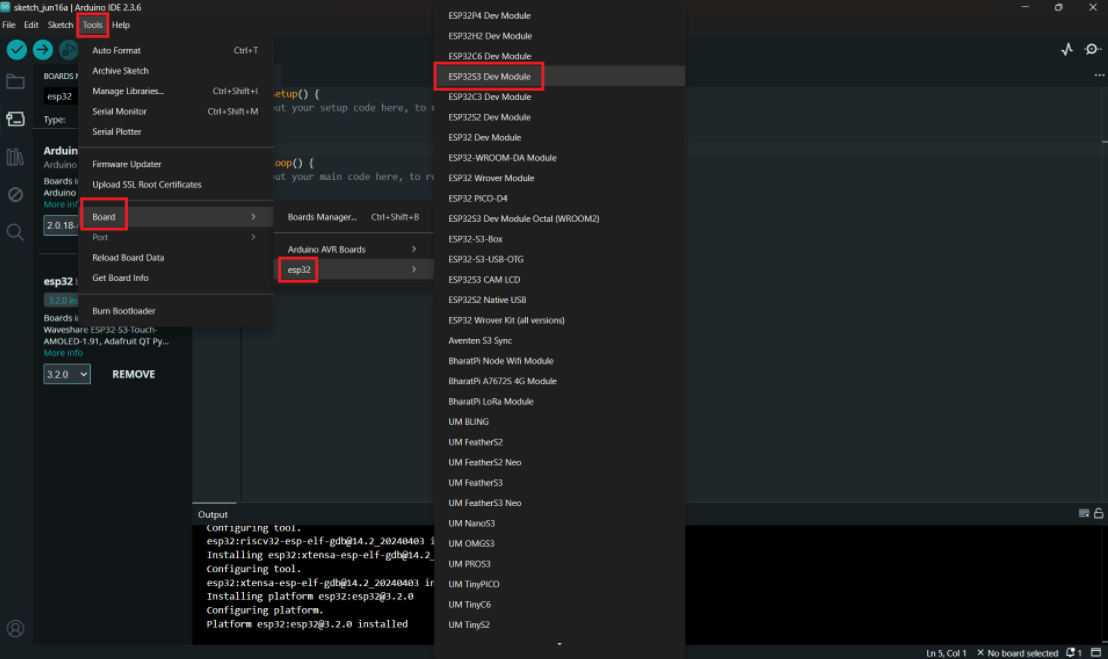 sketch_jun16a | Arduino IDE 2.3.6
File Edit Sketch Tools Help
BOARDS M
esp32
Type:
Arduin
Arduino
Boards i
Arduino
More inf
2.0.18-
esp32
3.2.0 in
Boards i
Waveshare ESP32-S3-Touch-
AMOLED-1.91, Adafruit QT Py...
More info
3.2.0 REMOVE
Auto Format Ctrl+T
Archive Sketch
Manage Libraries... Ctrl+Shift+I
Serial Monitor Ctrl+Shift+M
Serial Plotter
Firmware Updater
Upload SSL Root Certificates
Board
Port
Reload Board Data
Get Board Info
Burn Bootloader
etup() {
ut your setup code here, to r
oop() {
ut your main code here, to ru
Boards Manager... Ctrl+Shift+B
Arduino AVR Boards
esp32
ESP32P4 Dev Module
ESP32H2 Dev Module
ESP32C6 Dev Module
ESP32S3 Dev Module
ESP32C3 Dev Module
ESP32S2 Dev Module
ESP32 Dev Module
ESP32-WROOM-DA Module
ESP32 Wrover Module
ESP32 PICO-D4
ESP32S3 Dev Module Octal (WROOM2)
ESP32-S3-Box
ESP32-S3-USB-OTG
ESP32S3 CAM LCD
ESP32S2 Native USB
ESP32 Wrover Kit (all versions)
Aventen S3 Sync
BharatPi Node Wifi Module
BharatPi A7672S 4G Module
BharatPi LoRa Module
UM BLING
UM FeatherS2
UM FeatherS2 Neo
UM FeatherS3
UM FeatherS3 Neo
UM NanoS3
UM OMGS3
UM PROS3
UM TinyPICO
UM TinyC6
UM TinyS2
Output
Configuring tool.
esp32:riscv32-esp-elf-gdb@14.2_20240403 i
Installing esp32:xtensa-esp-elf-gdb@14.2_
Configuring tool.
esp32:xtensa-esp-elf-gdb@14.2_20240403 in
Installing platform esp32:esp32@3.2.0
Configuring platform.
Platform esp32:esp32@3.2.0 installed
Ln 5, Col 1 No board selected 1